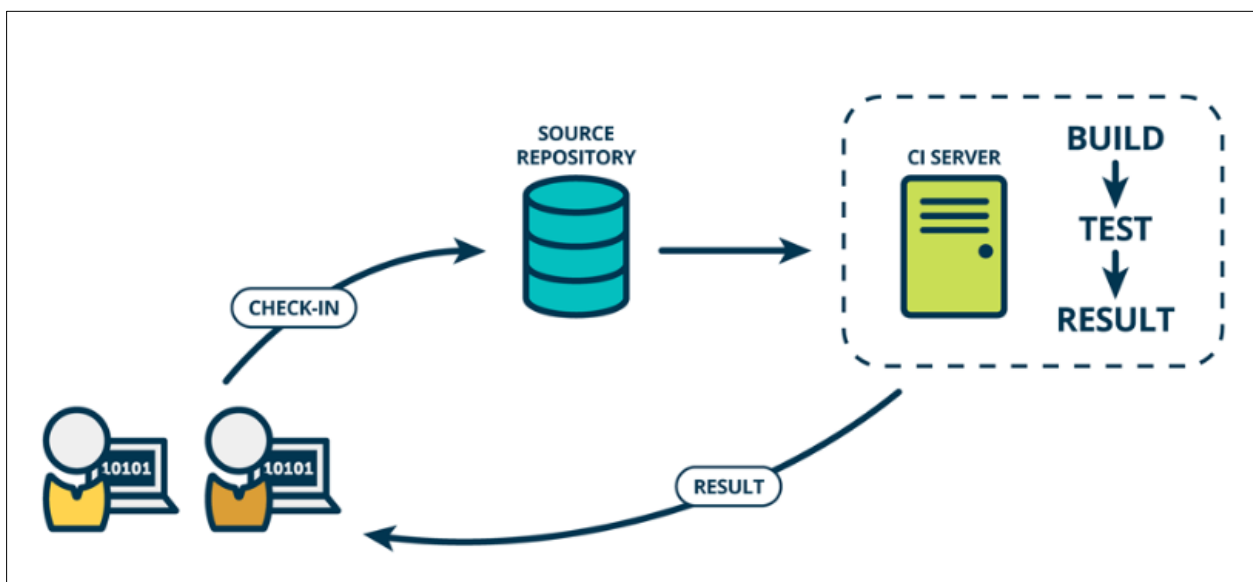 SOURCE
REPOSITORY
CI SERVER
BUILD
TEST
RESULT
CHECK-IN
10101
10101
RESULT